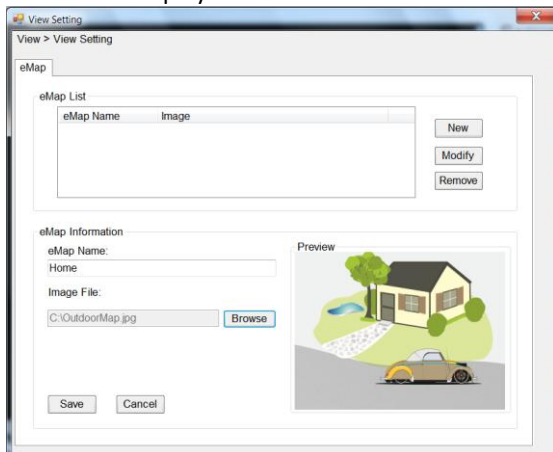 View Setting
View > View Setting
eMap
eMap List
eMap Name Image
New
Modify
Remove
eMap Information
eMap Name:
Home
Image File:
C:\OutdoorMap.jpg
Browse
Preview
Save Cancel